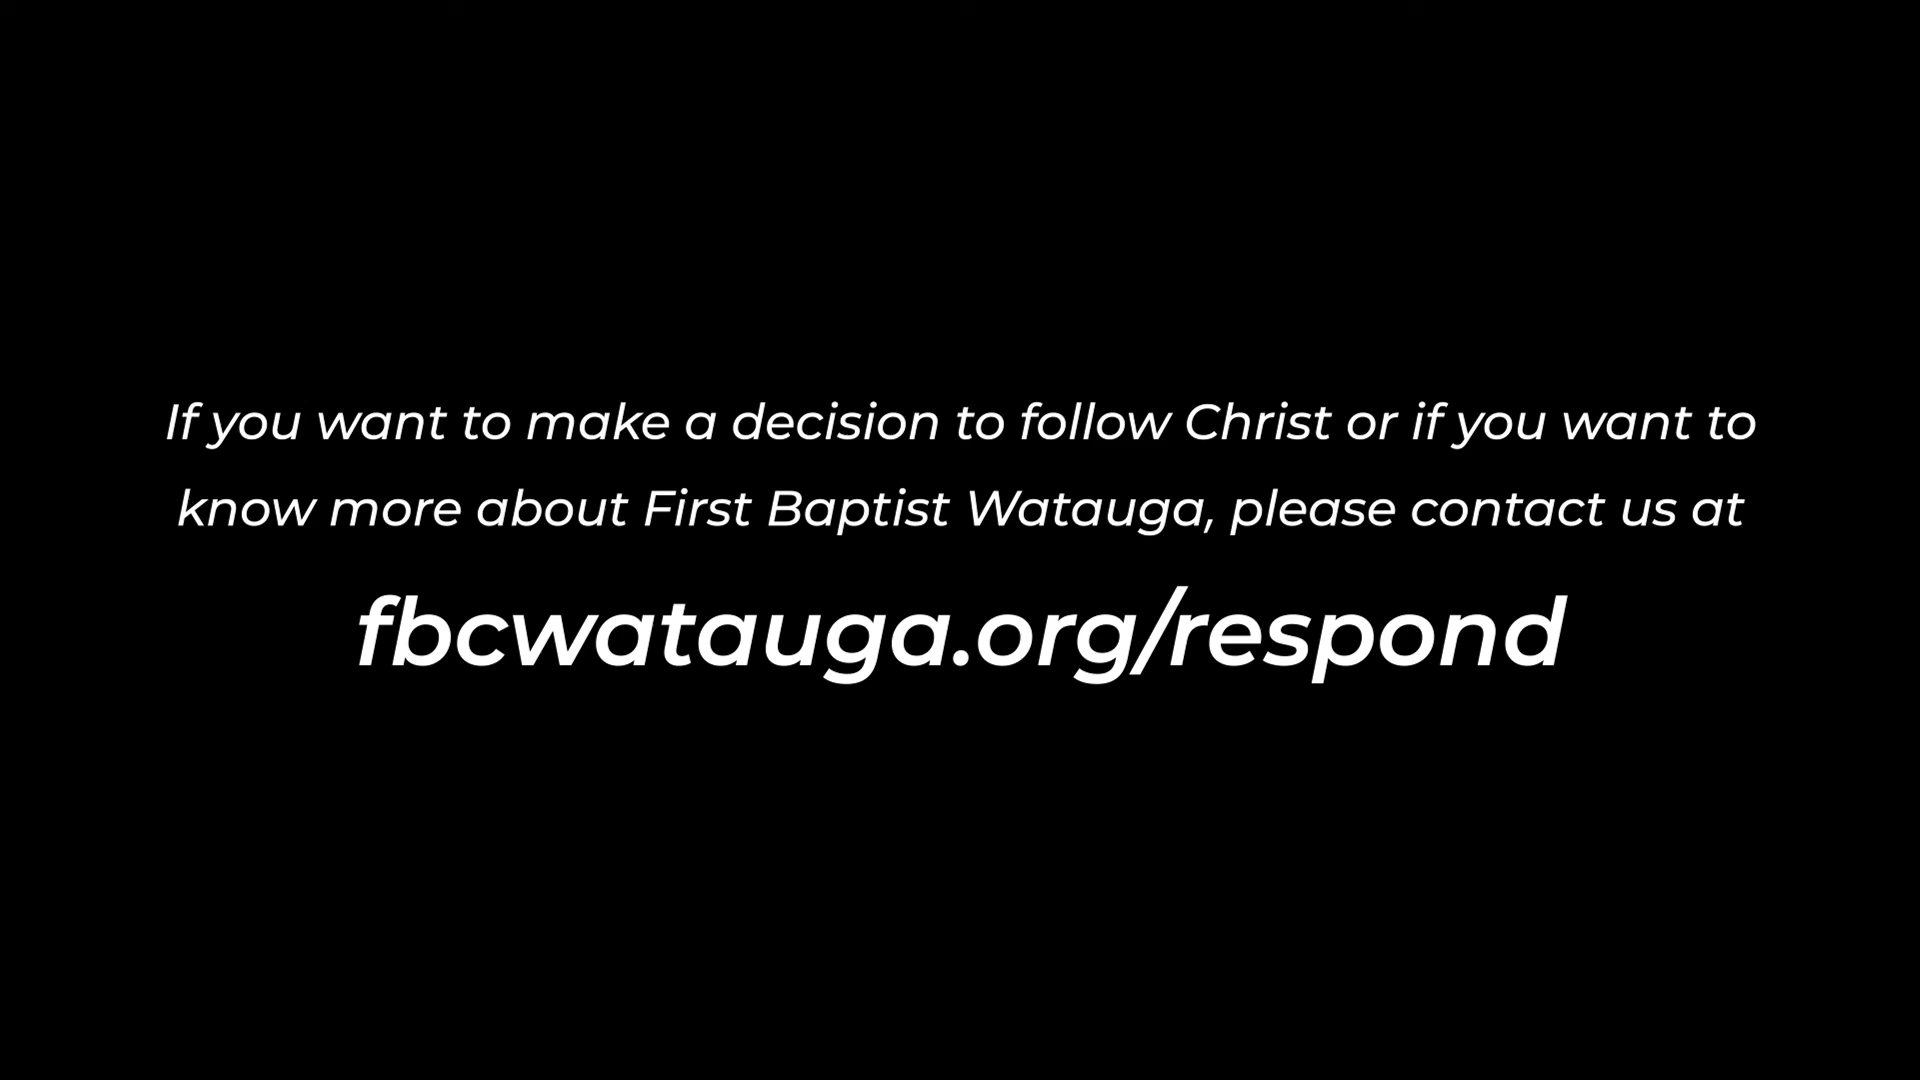 If you want to make a decision to follow Christ or if you want to
know more about First Baptist Watauga, please contact us at
fbcwatauga.org/respond